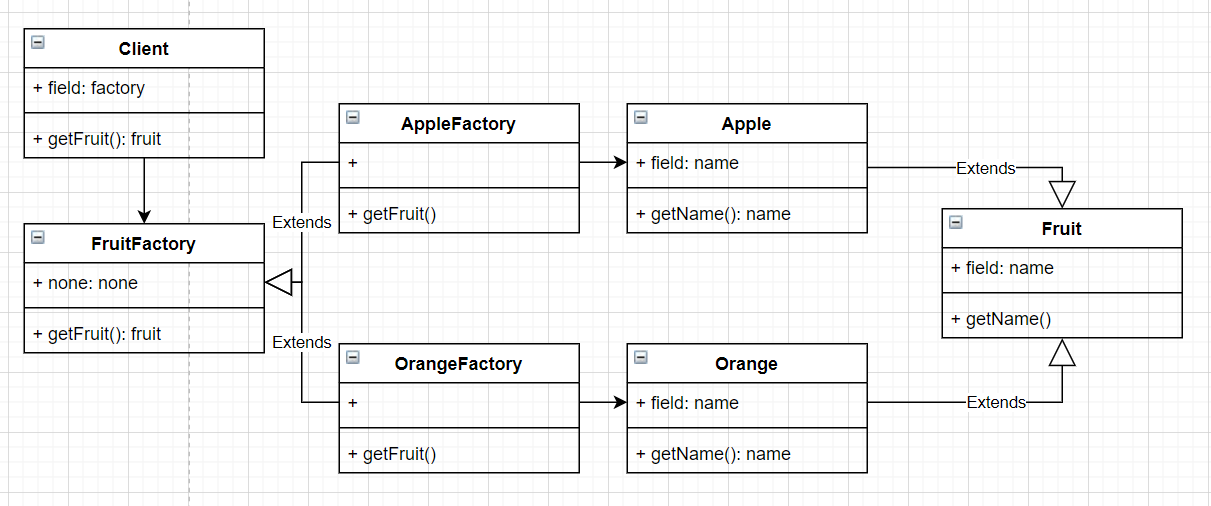 Client
+ field: factory
+ getFruit(): fruit
FruitFactory
+ none: none
+ getFruit(): fruit
Extends
Extends
AppleFactory
+
+ getFruit()
OrangeFactory
+
+ getFruit()
Apple
+ field: name
+ getName(): name
Orange
+ field: name
+ getName(): name
Extends
Extends
Fruit
+ field: name
+ getName()